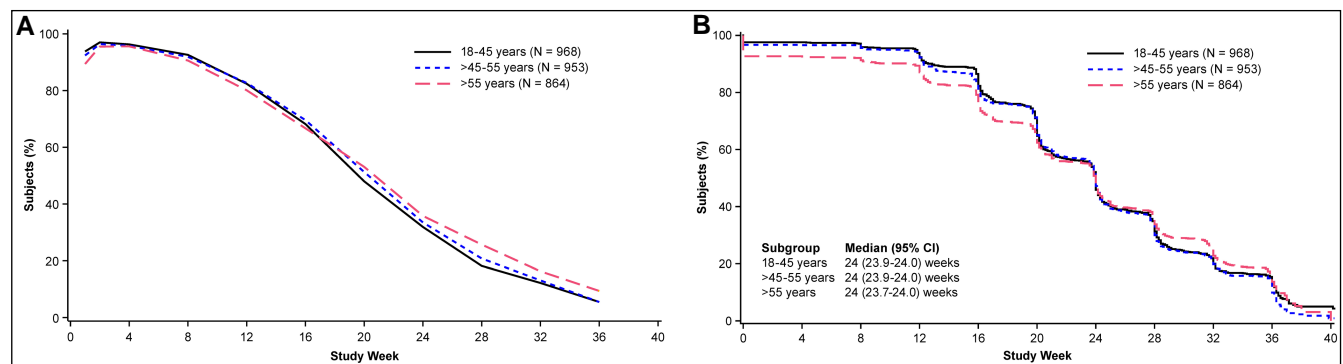 A
100
80
60
40
20
0
Subjects (%)
18-45 years (N = 968)
>45-55 years (N = 953)
>55 years (N = 864)
0 4 8 12 16 20 24 28 32 36 40
Study Week
B
100
80
60
40
20
0
Subjects (%)
18-45 years (N = 968)
>45-55 years (N = 953)
>55 years (N = 864)
Subgroup Median (95% CI)
18-45 years 24 (23.9-24.0) weeks
>45-55 years 24 (23.9-24.0) weeks
>55 years 24 (23.7-24.0) weeks
0 4 8 12 16 20 24 28 32 36 40
Study Week